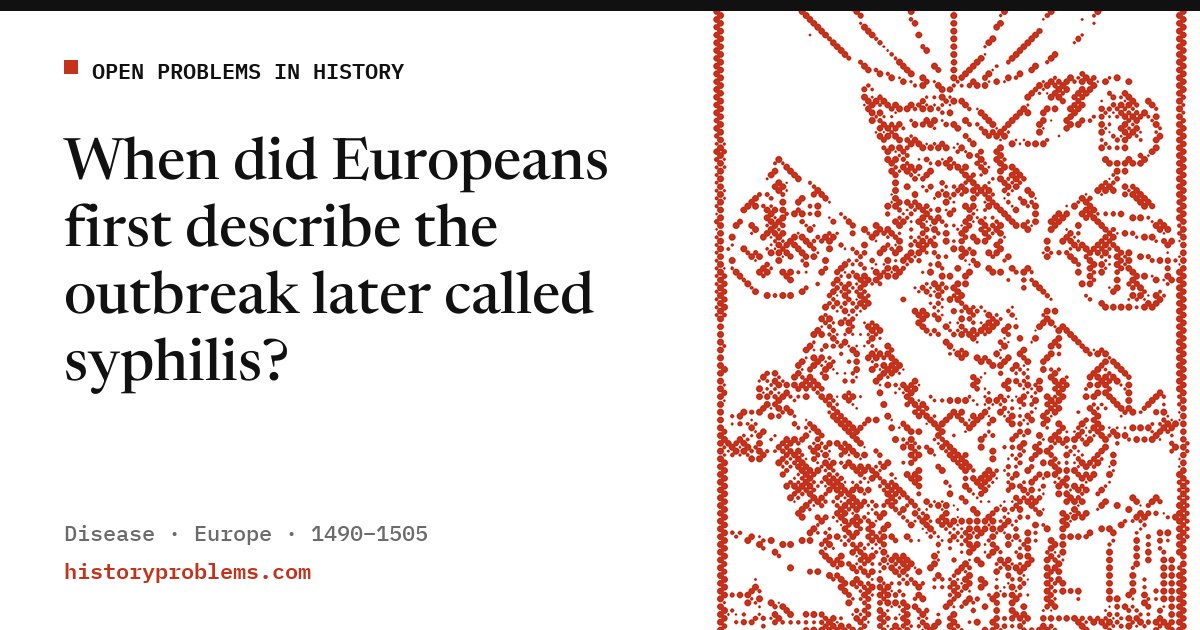 OPEN PROBLEMS IN HISTORY
When did Europeans
first describe the
outbreak later called
syphilis?
Disease · Europe · 1490–1505
historyproblems.com